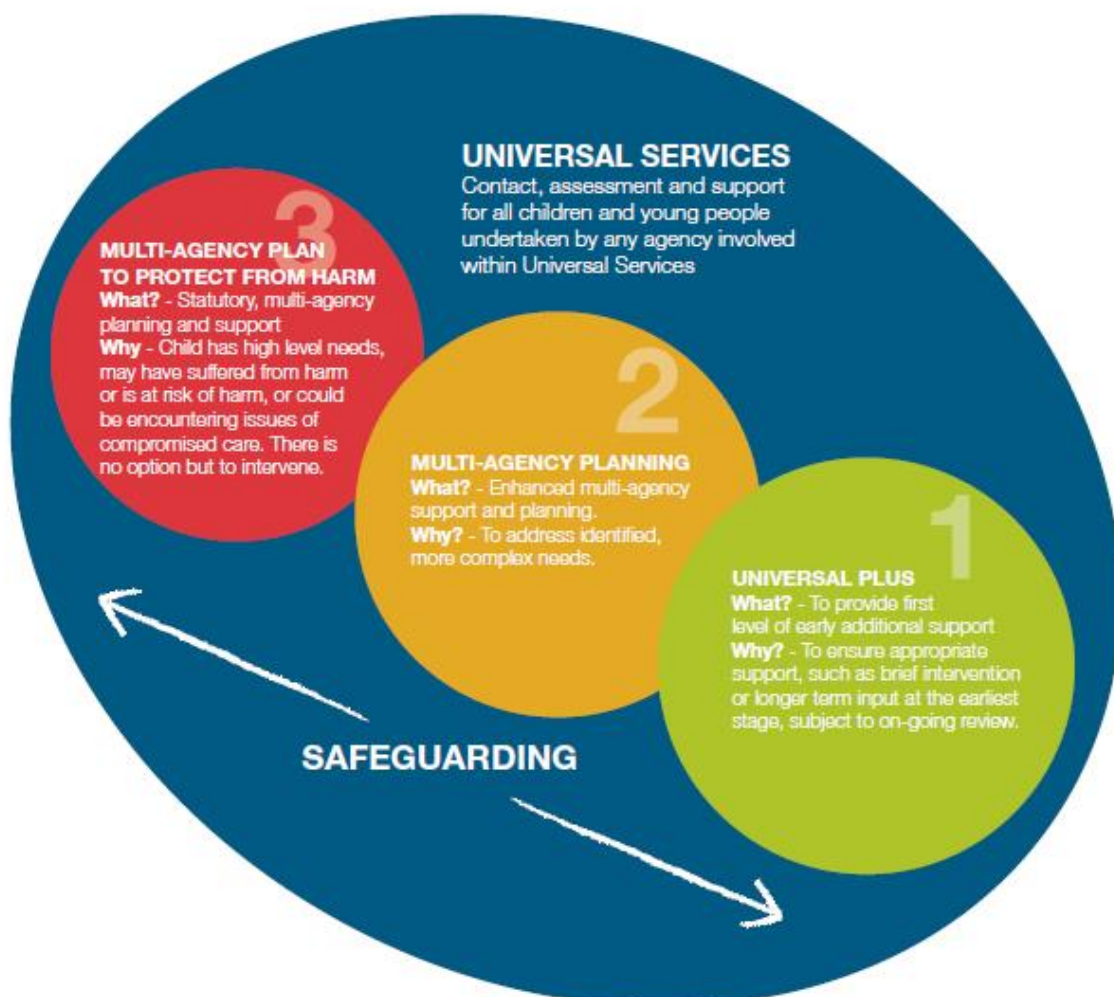 UNIVERSAL SERVICES
Contact, assessment and support
for all children and young people
undertaken by any agency involved
within Universal Services
3
MULTI-AGENCY PLAN
TO PROTECT FROM HARM
What? - Statutory, multi-agency
planning and support
Why - Child has high level needs,
may have suffered from harm
or is at risk of harm, or could
be encountering issues of
compromised care. There is
no option but to intervene.
2
MULTI-AGENCY PLANNING
What? - Enhanced multi-agency
support and planning.
Why? - To address identified,
more complex needs.
1
UNIVERSAL PLUS
What? - To provide first
level of early additional support
Why? - To ensure appropriate
support, such as brief intervention
or longer term input at the earliest
stage, subject to on-going review.
SAFEGUARDING